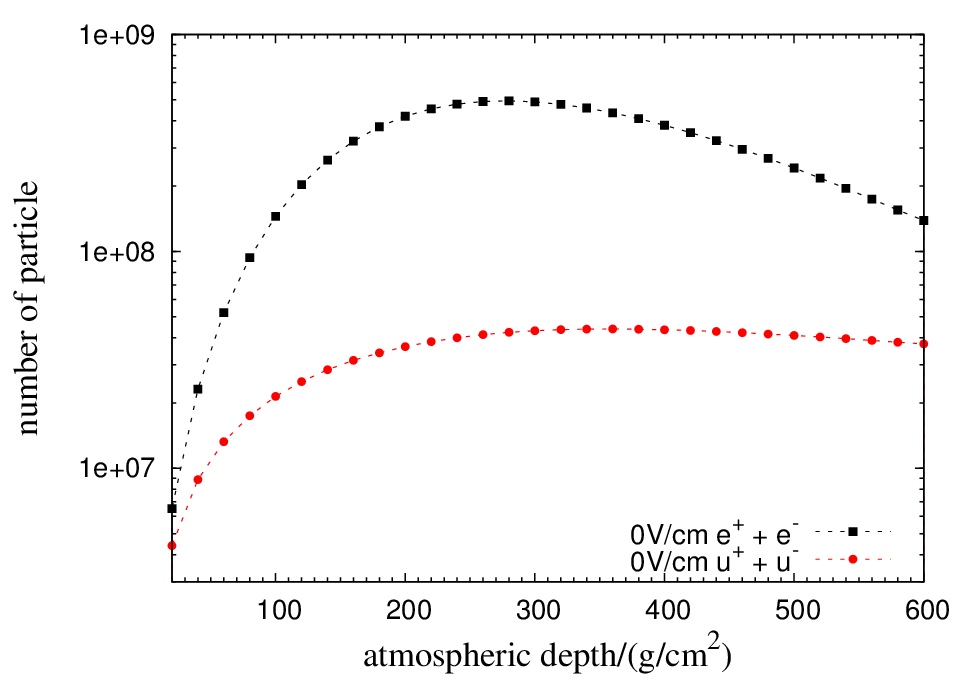 1e+09
1e+08
1e+07
number of particle
0V/cm e⁺ + e⁻
0V/cm u⁺ + u⁻
100 200 300 400 500 600
atmospheric depth/(g/cm²)